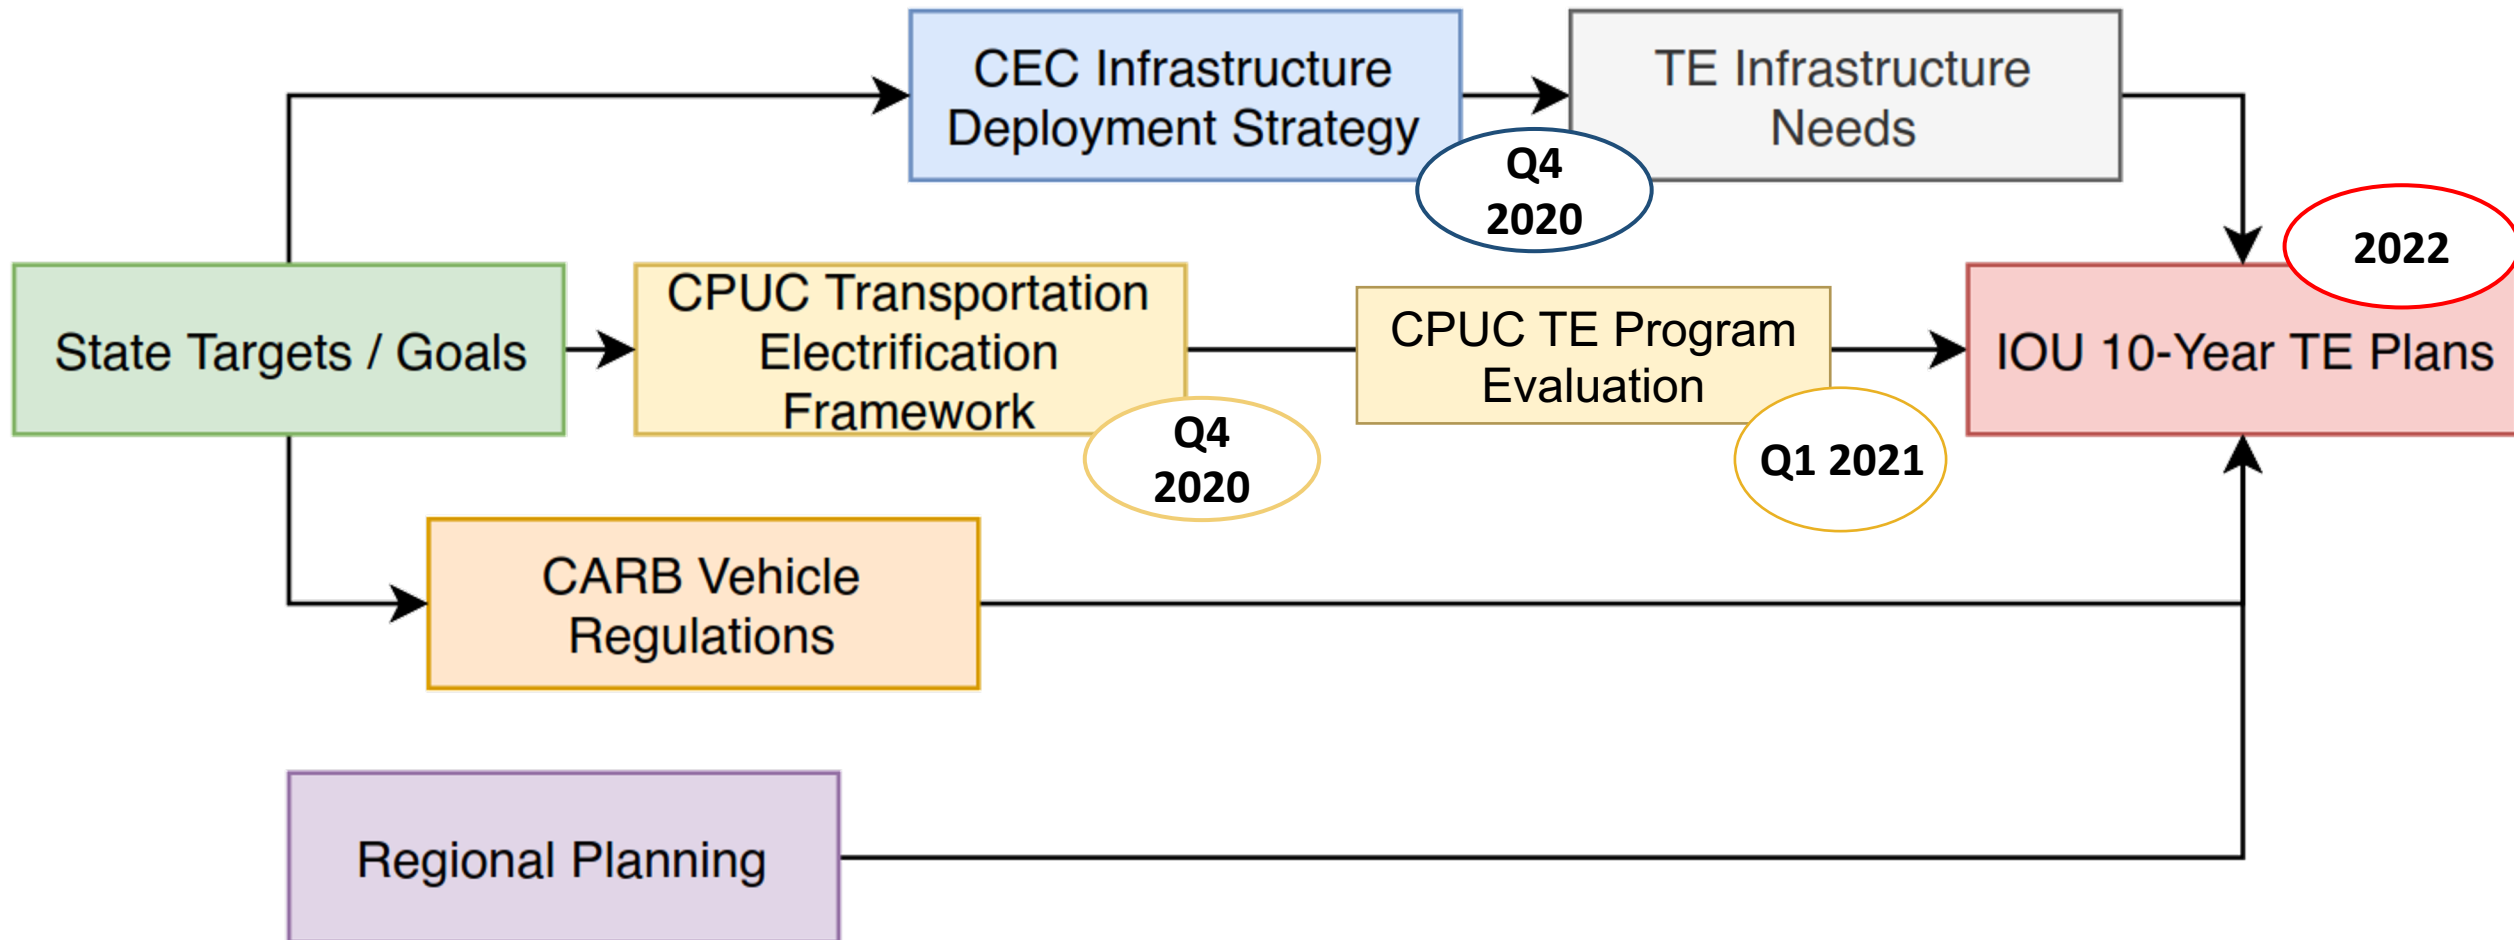 CEC Infrastructure
Deployment Strategy
TE Infrastructure
Needs
Q4
2020
2022
State Targets / Goals
CPUC Transportation
Electrification
Framework
Q4
2020
CPUC TE Program
Evaluation
Q1 2021
IOU 10-Year TE Plans
CARB Vehicle
Regulations
Regional Planning